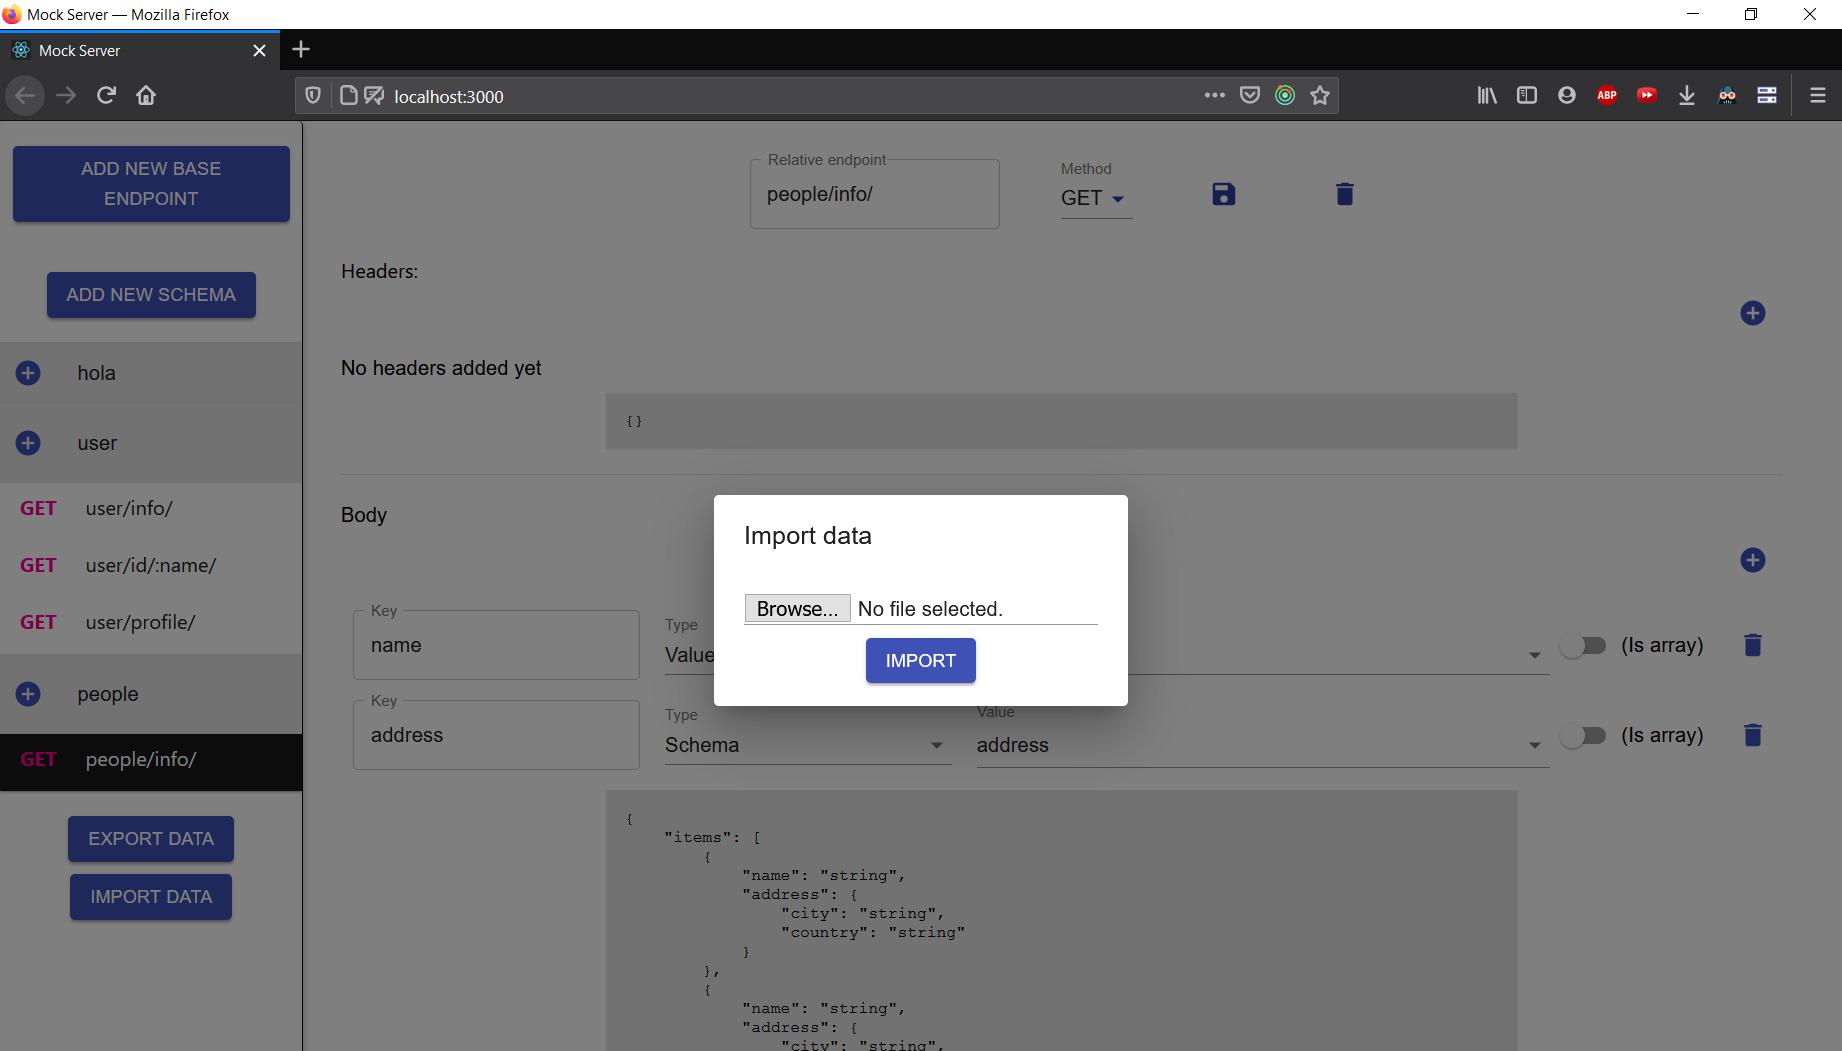 Mock Server — Mozilla Firefox
Mock Server
localhost:3000
ABP
ADD NEW BASE
ENDPOINT
ADD NEW SCHEMA
hola
user
GET user/info/
GET user/id/:name/
GET user/profile/
people
GET people/info/
EXPORT DATA
IMPORT DATA
Relative endpoint
people/info/
Method
GET
Headers:
No headers added yet
{}
Body
Import data
Browse... No file selected.
IMPORT
Key
name
Type
Value
(Is array)
Key
address
Type
Schema
Value
address
(Is array)
{
    "items": [
        {
            "name": "string",
            "address": {
                "city": "string",
                "country": "string"
            }
        },
        {
            "name": "string",
            "address": {
                "city": "string",